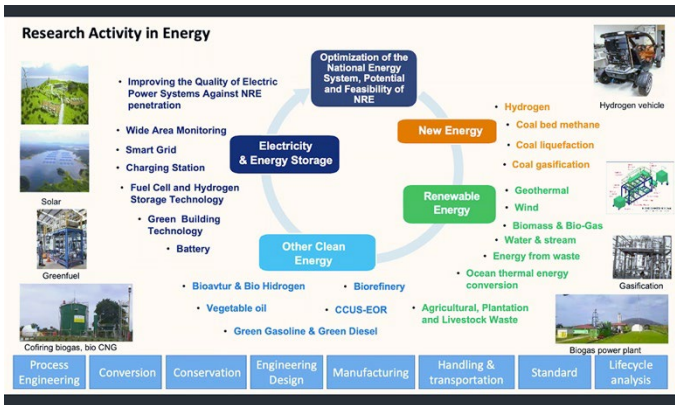 Research Activity in Energy
Optimization of the
National Energy
System, Potential
and Feasibility of
NRE
Hydrogen vehicle
• Improving the Quality of Electric
Power Systems Against NRE
penetration
• Wide Area Monitoring
• Smart Grid
• Charging Station
• Fuel Cell and Hydrogen
Storage Technology
• Green Building
Technology
• Battery
Electricity
& Energy Storage
New Energy
• Hydrogen
• Coal bed methane
• Coal liquefaction
• Coal gasification
Renewable
Energy
• Geothermal
• Wind
• Biomass & Bio-Gas
• Water & stream
• Energy from waste
• Ocean thermal energy
conversion
• Agricultural, Plantation
and Livestock Waste
Other Clean
Energy
• Bioavtur & Bio Hidrogen
• Biorefinery
• Vegetable oil
• CCUS-EOR
• Green Gasoline & Green Diesel
Solar
Greenfuel
Cofiring biogas, bio CNG
Gasification
Biogas power plant
Process
Engineering
Conversion
Conservation
Engineering
Design
Manufacturing
Handling &
transportation
Standard
Lifecycle
analysis